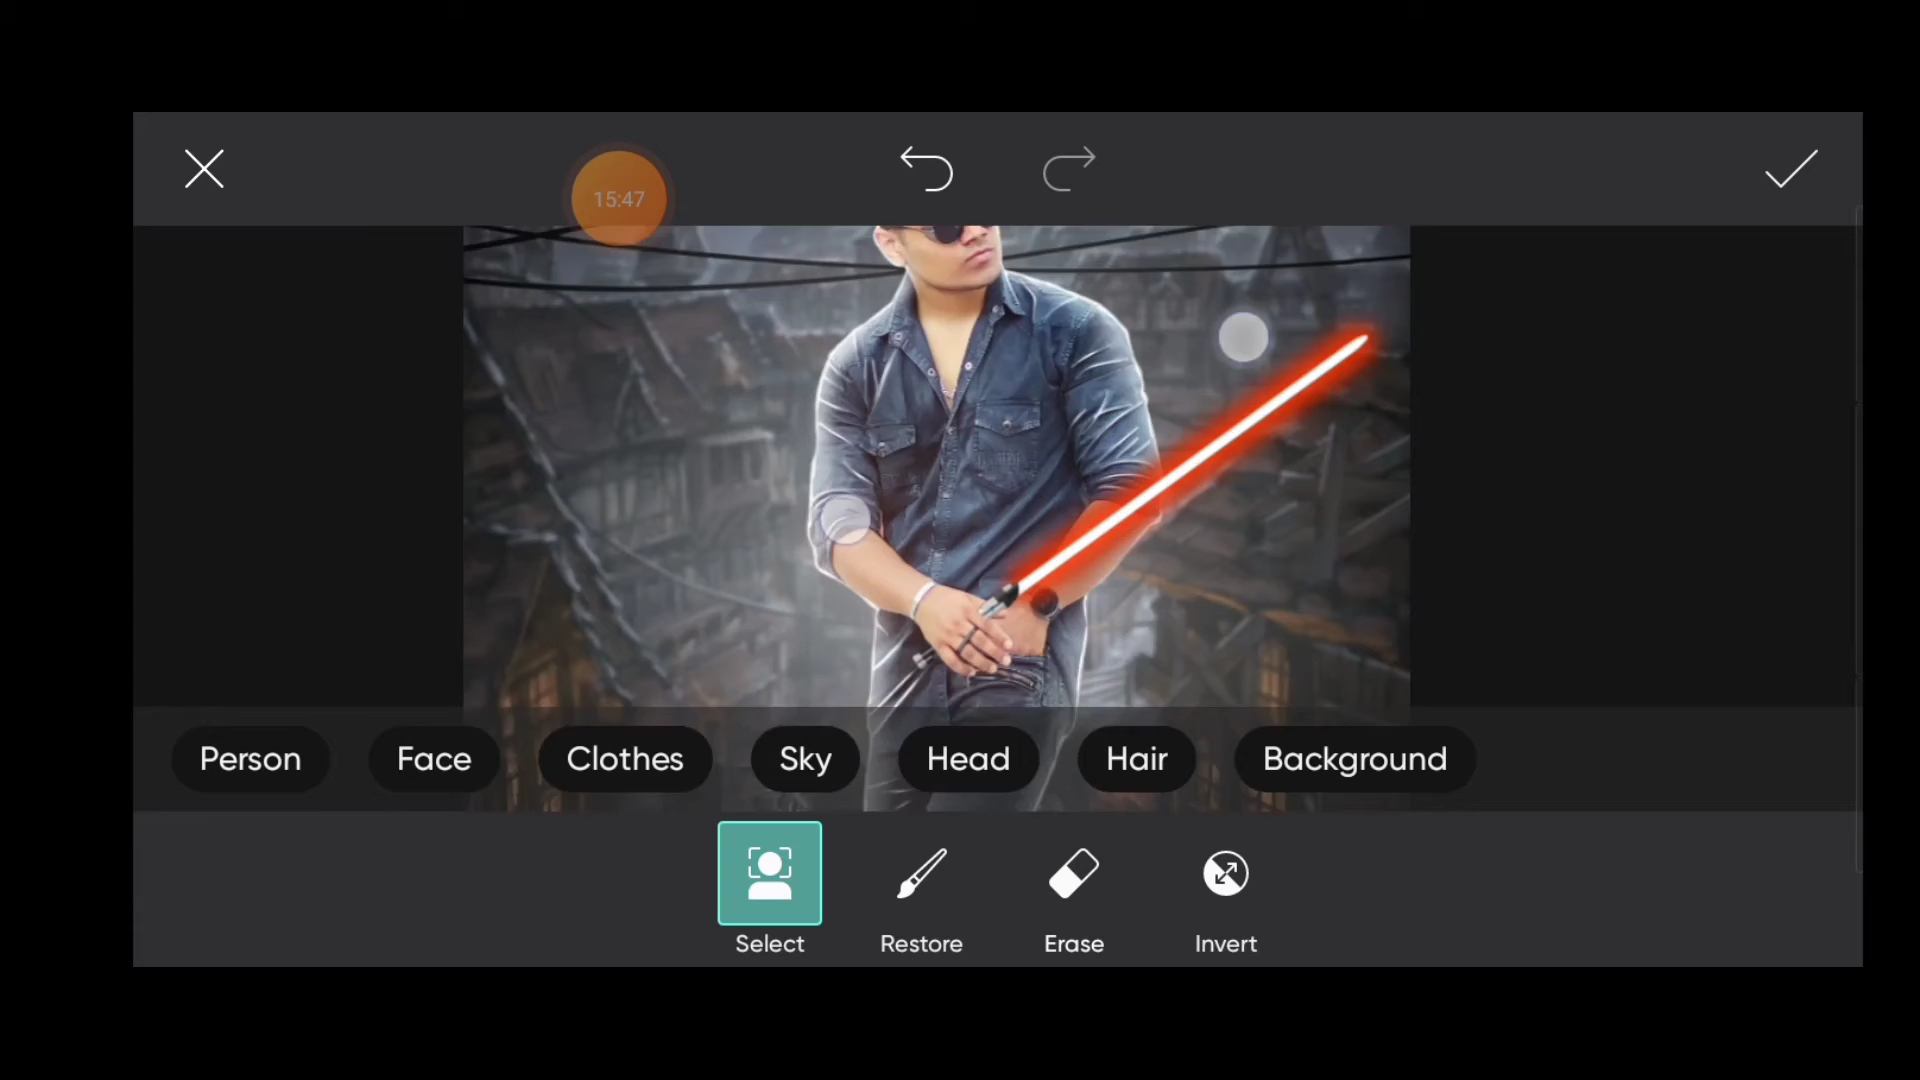 15:47
Person Face Clothes Sky Head Hair Background
Select Restore Erase Invert